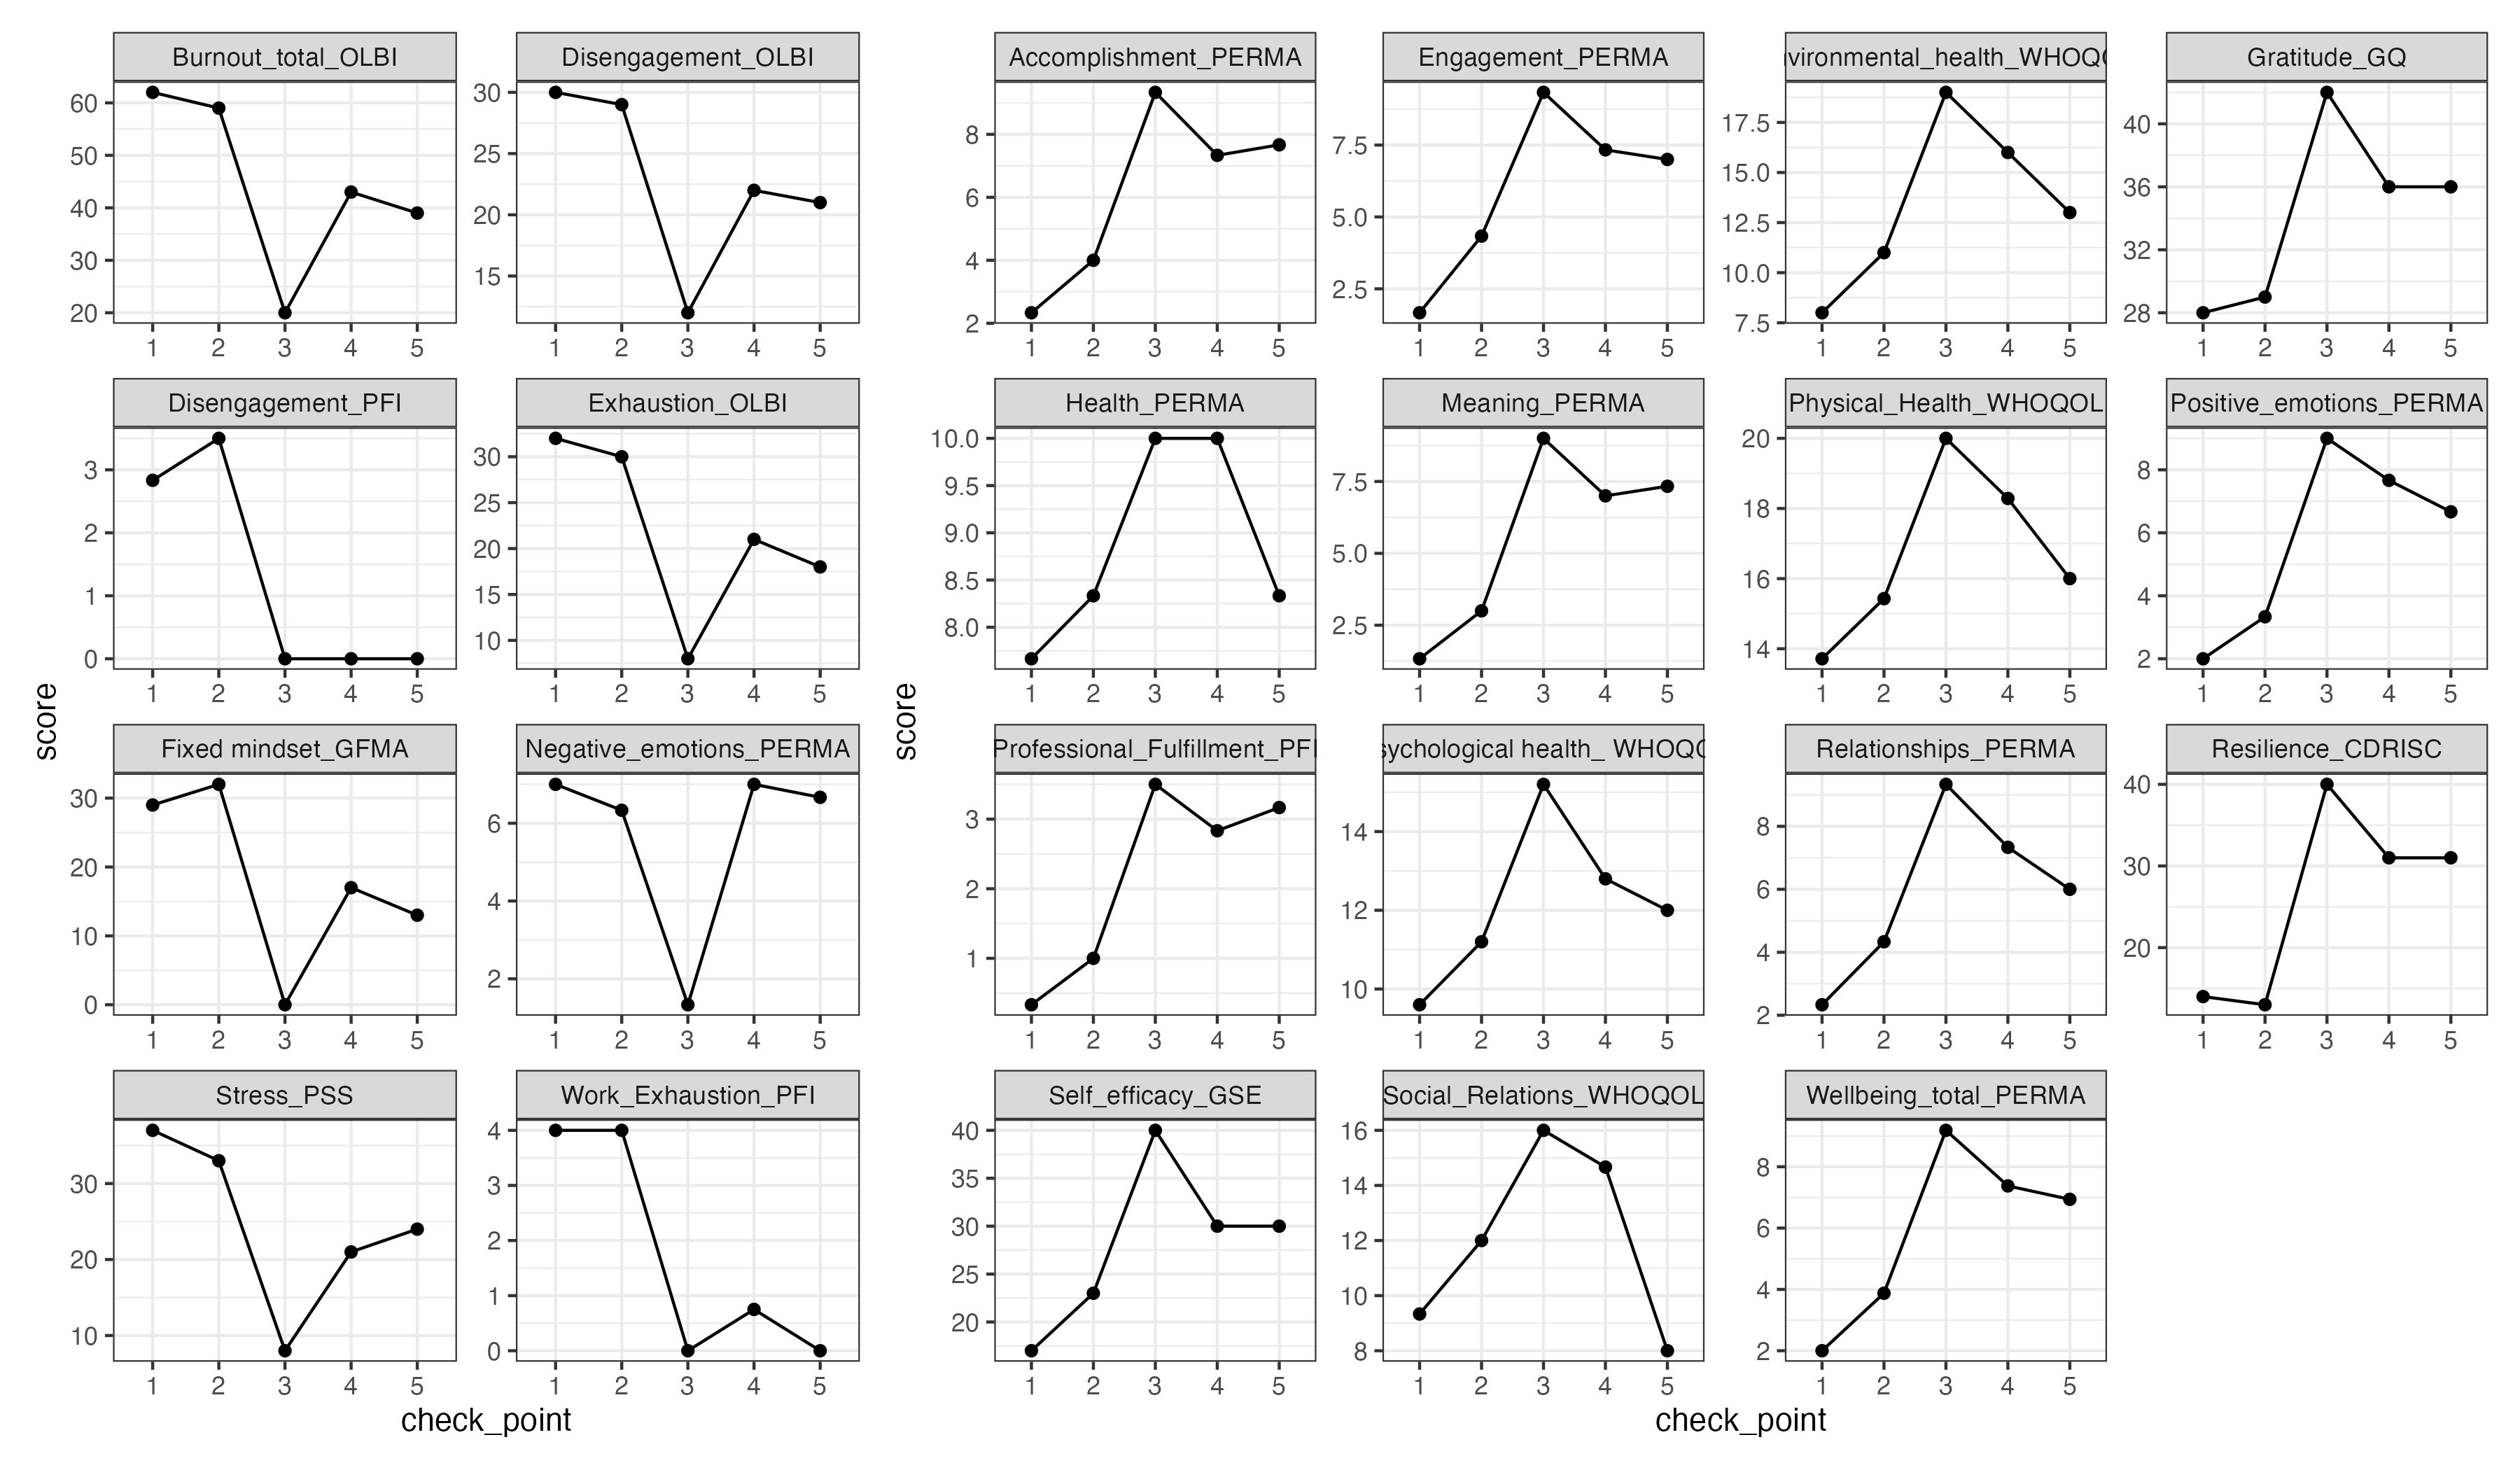 Burnout_total_OLBI
60
50
40
30
20
1 2 3 4 5
Disengagement_OLBI
30
25
20
15
1 2 3 4 5
Accomplishment_PERMA
8
6
4
2
1 2 3 4 5
Engagement_PERMA
7.5
5.0
2.5
1 2 3 4 5
vironmental_health_WHOQ
17.5
15.0
12.5
10.0
7.5
1 2 3 4 5
Gratitude_GQ
40
36
32
28
1 2 3 4 5
Disengagement_PFI
3
2
1
0
1 2 3 4 5
Exhaustion_OLBI
30
25
20
15
10
1 2 3 4 5
Health_PERMA
10.0
9.5
9.0
8.5
8.0
1 2 3 4 5
Meaning_PERMA
7.5
5.0
2.5
1 2 3 4 5
Physical_Health_WHOQOL
20
18
16
14
1 2 3 4 5
Positive_emotions_PERMA
8
6
4
2
1 2 3 4 5
score
score
Fixed mindset_GFMA
30
20
10
0
1 2 3 4 5
Negative_emotions_PERMA
6
4
2
1 2 3 4 5
Professional_Fulfillment_PFI
3
2
1
1 2 3 4 5
sychological health_ WHOQ
14
12
10
1 2 3 4 5
Relationships_PERMA
8
6
4
2
1 2 3 4 5
Resilience_CDRISC
40
30
20
1 2 3 4 5
Stress_PSS
30
20
10
1 2 3 4 5
Work_Exhaustion_PFI
4
3
2
1
0
1 2 3 4 5
Self_efficacy_GSE
40
35
30
25
20
1 2 3 4 5
Social_Relations_WHOQOL
16
14
12
10
8
1 2 3 4 5
Wellbeing_total_PERMA
8
6
4
2
1 2 3 4 5
check_point
check_point